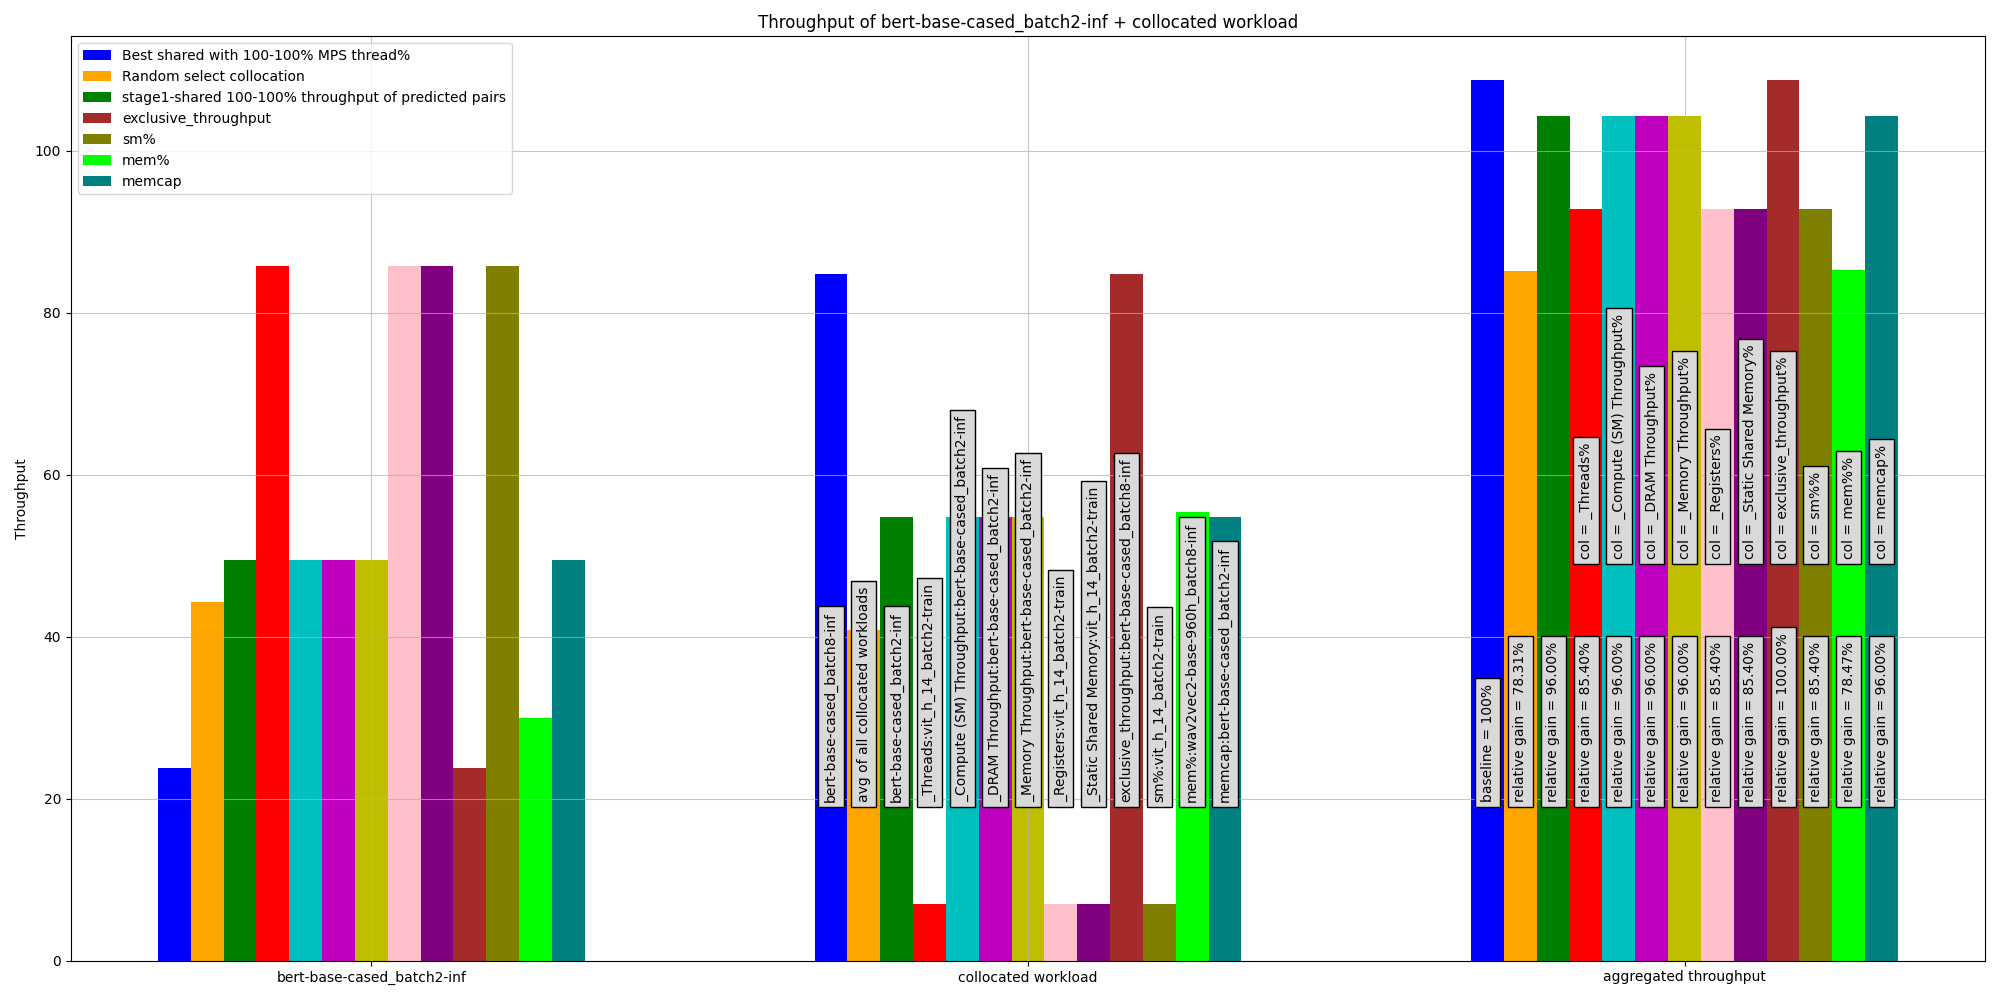 Throughput of bert-base-cased_batch2-inf + collocated workload
Best shared with 100-100% MPS thread%
Random select collocation
stage1-shared 100-100% throughput of predicted pairs
exclusive_throughput
sm%
mem%
memcap
Throughput
100
80
60
40
20
0
bert-base-cased_batch8-inf
avg of all collocated workloads
bert-base-cased_batch2-inf
_Threads:vit_h_14_batch2-train
_Compute (SM) Throughput:bert-base-cased_batch2-inf
_DRAM Throughput:bert-base-cased_batch2-inf
_Memory Throughput:bert-base-cased_batch2-inf
_Registers:vit_h_14_batch2-train
_Static Shared Memory:vit_h_14_batch2-train
exclusive_throughput:bert-base-cased_batch8-inf
sm%:vit_h_14_batch2-train
mem%:wav2vec2-base-960h_batch8-inf
memcap:bert-base-cased_batch2-inf
col = _Threads%
col = _Compute (SM) Throughput%
col = _DRAM Throughput%
col = _Memory Throughput%
col = _Registers%
col = _Static Shared Memory%
col = exclusive_throughput%
col = sm%%
col = mem%%
col = memcap%
baseline = 100%
relative gain = 78.31%
relative gain = 96.00%
relative gain = 85.40%
relative gain = 96.00%
relative gain = 96.00%
relative gain = 96.00%
relative gain = 85.40%
relative gain = 85.40%
relative gain = 100.00%
relative gain = 85.40%
relative gain = 78.47%
relative gain = 96.00%
bert-base-cased_batch2-inf
collocated workload
aggregated throughput